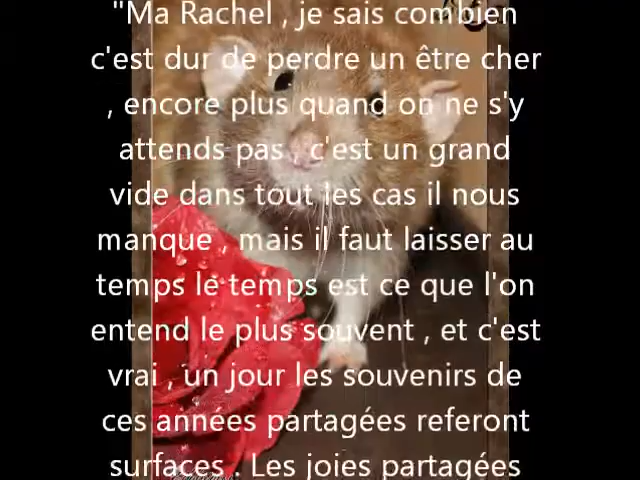 "Ma Rachel , je sais combien
c'est dur de perdre un être cher
, encore plus quand on ne s'y
attends pas , c'est un grand
vide dans tout les cas il nous
manque , mais il faut laisser au
temps le temps est ce que l'on
entend le plus souvent , et c'est
vrai , un jour les souvenirs de
ces années partagées referont
surfaces . Les joies partagées